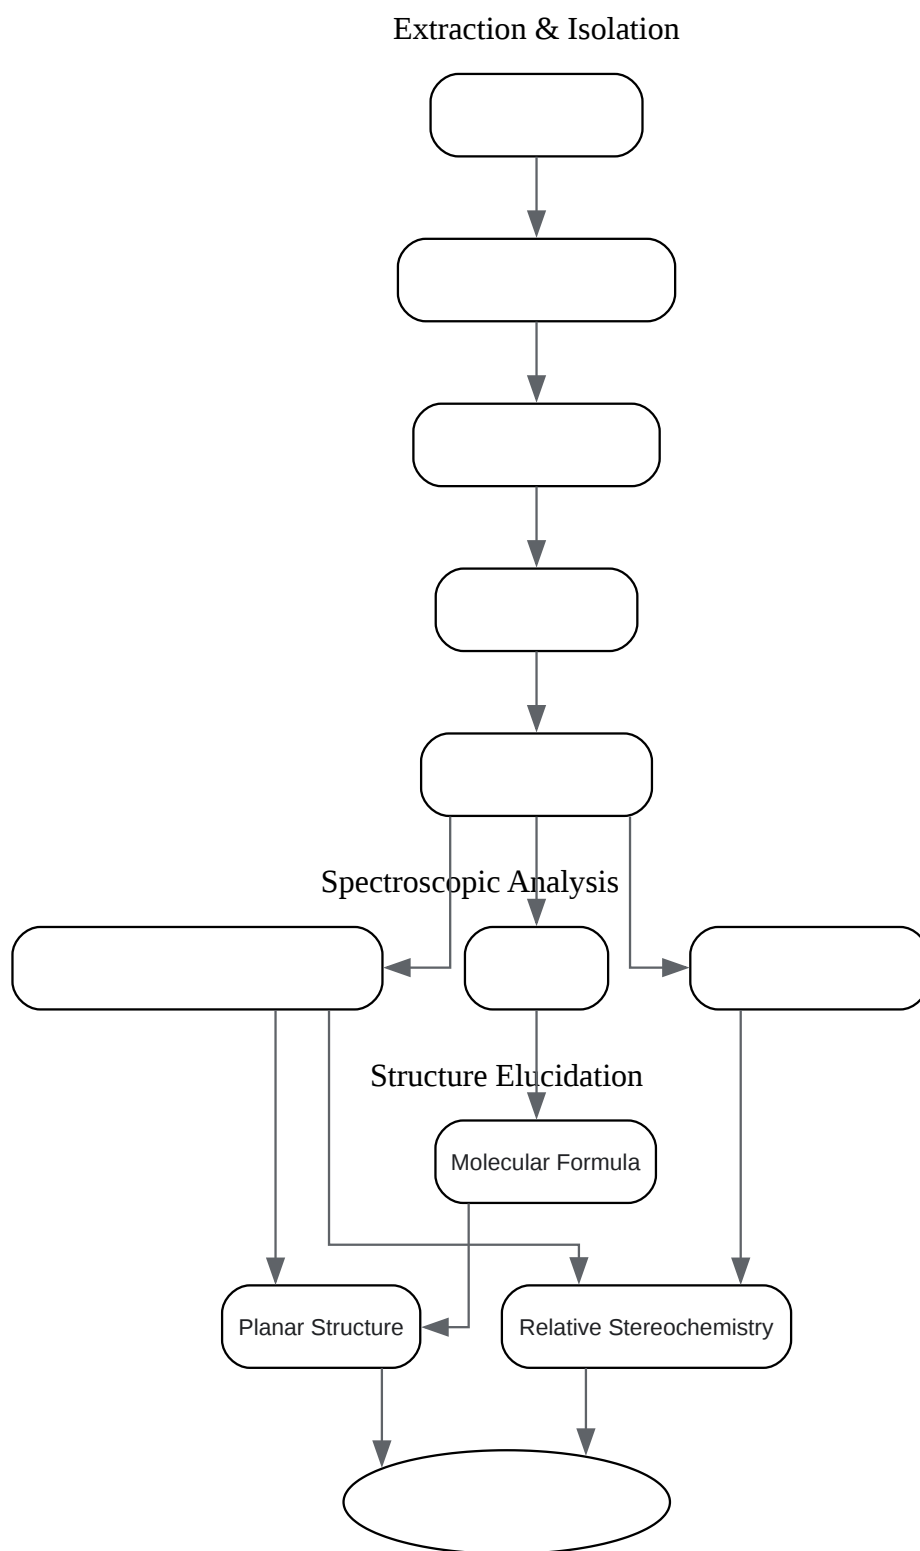 Extraction & Isolation
Spectroscopic Analysis
Structure Elucidation
Molecular Formula
Planar Structure
Relative Stereochemistry